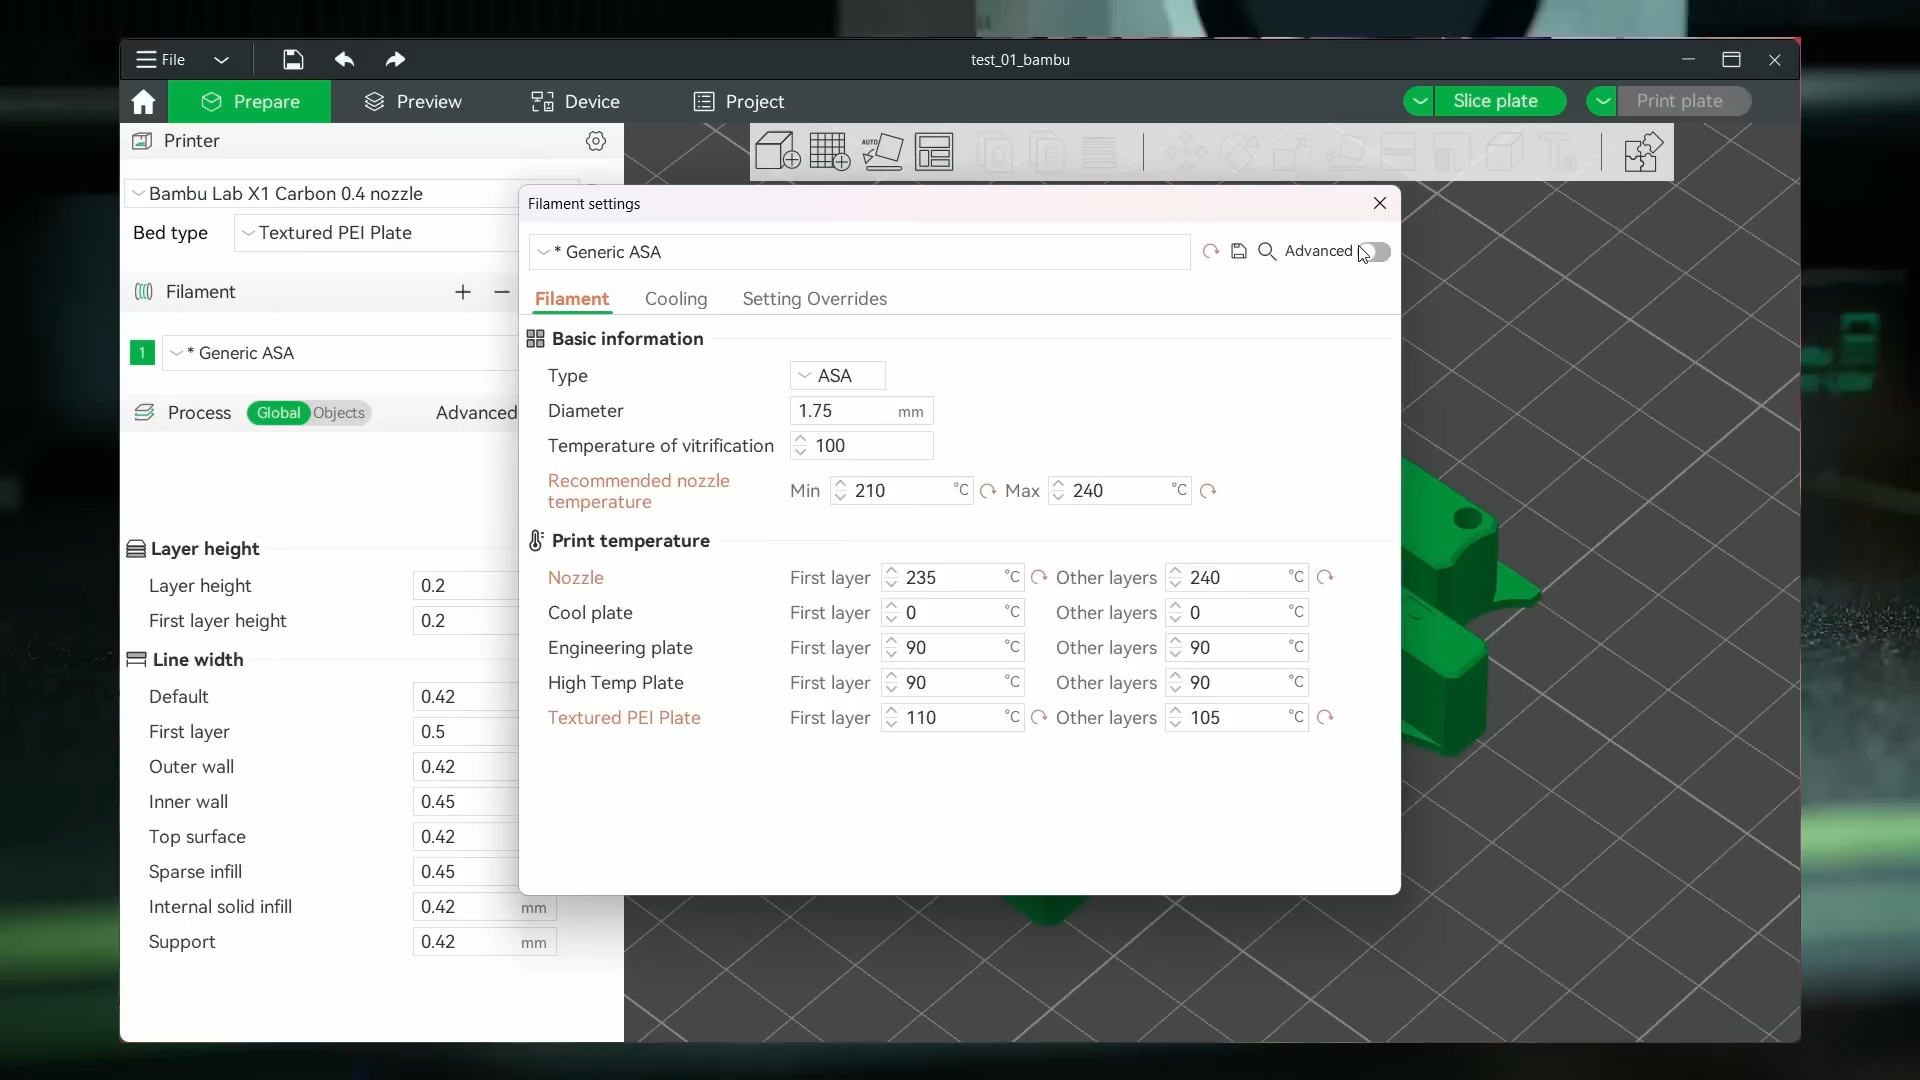 File
test_01_bambu
Prepare
Preview
Device
Project
Slice plate
Print plate
Printer
Bambu Lab X1 Carbon 0.4 nozzle
Bed type
Textured PEI Plate
Filament
1
* Generic ASA
Process
Global
Objects
Advanced
Layer height
Layer height 0.2
First layer height 0.2
Line width
Default 0.42
First layer 0.5
Outer wall 0.42
Inner wall 0.45
Top surface 0.42
Sparse infill 0.45
Internal solid infill 0.42 mm
Support 0.42 mm
Filament settings
* Generic ASA
Advanced
Filament
Cooling
Setting Overrides
Basic information
Type ASA
Diameter 1.75 mm
Temperature of vitrification 100
Recommended nozzle
temperature
Min 210 °C Max 240 °C
Print temperature
Nozzle First layer 235 °C Other layers 240 °C
Cool plate First layer 0 °C Other layers 0 °C
Engineering plate First layer 90 °C Other layers 90 °C
High Temp Plate First layer 90 °C Other layers 90 °C
Textured PEI Plate First layer 110 °C Other layers 105 °C
AUTO